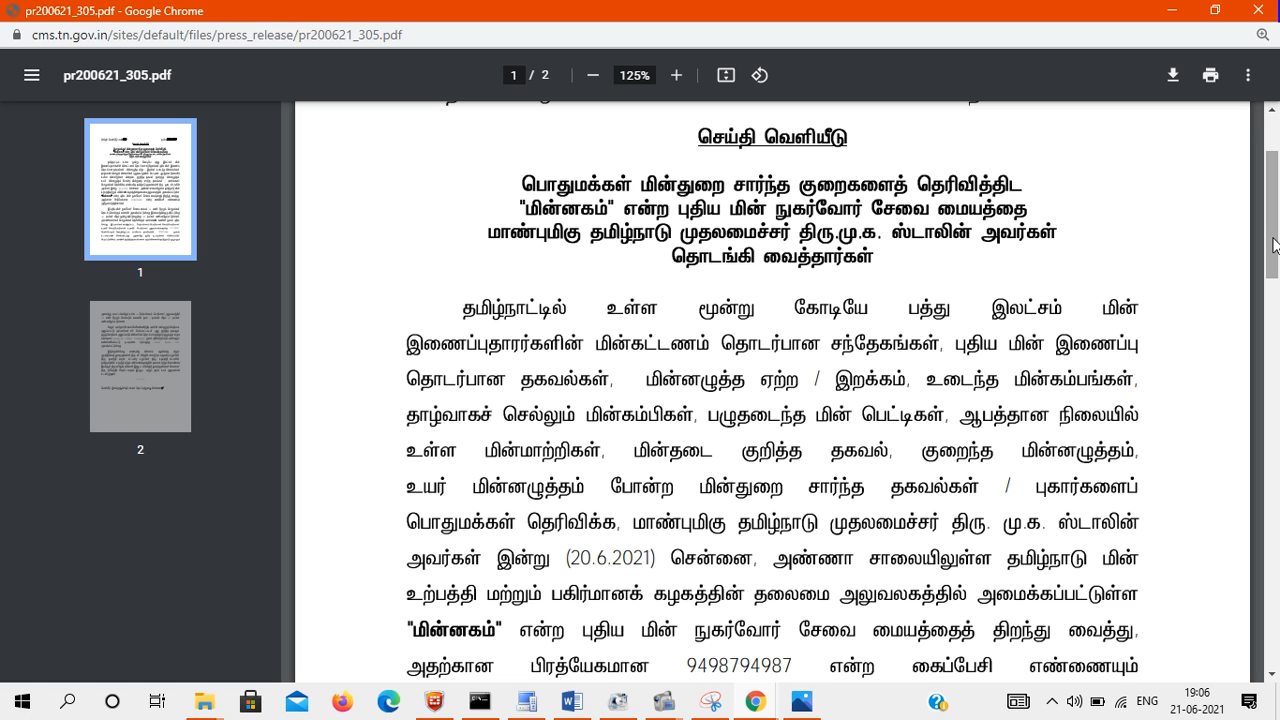 pr200621_305.pdf - Google Chrome
cms.tn.gov.in/sites/default/files/press_release/pr200621_305.pdf
pr200621_305.pdf
1 / 2
125%
செய்தி வெளியீடு
பொதுமக்கள் மின்துறை சார்ந்த குறைகளைத் தெரிவித்திட
"மின்னகம்" என்ற புதிய மின் நுகர்வோர் சேவை மையத்தை
மாண்புமிகு தமிழ்நாடு முதலமைச்சர் திரு.மு.க. ஸ்டாலின் அவர்கள்
தொடங்கி வைத்தார்கள்
தமிழ்நாட்டில் உள்ள மூன்று கோடியே பத்து இலட்சம் மின்
இணைப்புதாரர்களின் மின்கட்டணம் தொடர்பான சந்தேகங்கள், புதிய மின் இணைப்பு
தொடர்பான தகவல்கள், மின்னழுத்த ஏற்ற / இறக்கம், உடைந்த மின்கம்பங்கள்,
தாழ்வாகச் செல்லும் மின்கம்பிகள், பழுதடைந்த மின் பெட்டிகள், ஆபத்தான நிலையில்
உள்ள மின்மாற்றிகள், மின்தடை குறித்த தகவல், குறைந்த மின்னழுத்தம்,
உயர் மின்னழுத்தம் போன்ற மின்துறை சார்ந்த தகவல்கள் / புகார்களைப்
பொதுமக்கள் தெரிவிக்க, மாண்புமிகு தமிழ்நாடு முதலமைச்சர் திரு. மு.க. ஸ்டாலின்
அவர்கள் இன்று (20.6.2021) சென்னை, அண்ணா சாலையிலுள்ள தமிழ்நாடு மின்
உற்பத்தி மற்றும் பகிர்மானக் கழகத்தின் தலைமை அலுவலகத்தில் அமைக்கப்பட்டுள்ள
"மின்னகம்" என்ற புதிய மின் நுகர்வோர் சேவை மையத்தைத் திறந்து வைத்து,
அதற்கான பிரத்யேகமான 9498794987 என்ற கைப்பேசி எண்ணையும்
1
2
ENG
19:06
21-06-2021